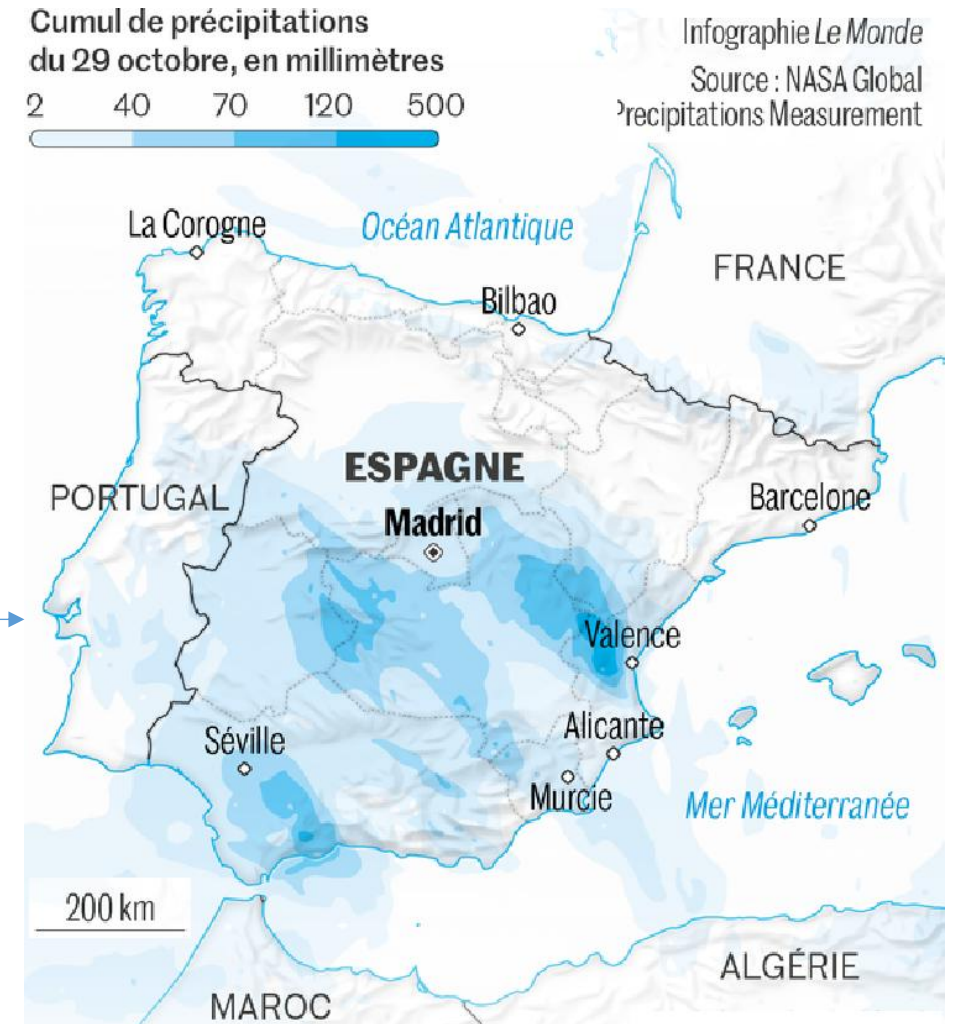 Cumul de précipitations
du 29 octobre, en millimètres
2 40 70 120 500
Infographie Le Monde
Source : NASA Global
Precipitations Measurement
La Corogne
Océan Atlantique
FRANCE
Bilbao
ESPAGNE
PORTUGAL
Madrid
Barcelone
Valence
Séville
Alicante
Murcie
Mer Méditerranée
200 km
ALGÉRIE
MAROC